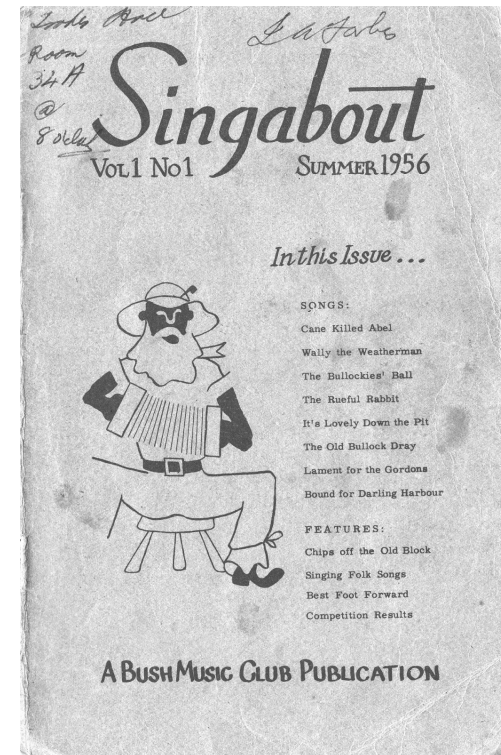 Trades Hall
Room
34A
@
8 o'clock
Singabout
VOL 1 No1 SUMMER 1956
In this Issue...
SONGS:
Cane Killed Abel
Wally the Weatherman
The Bullockies' Ball
The Rueful Rabbit
It's Lovely Down the Pit
The Old Bullock Dray
Lament for the Gordons
Bound for Darling Harbour
FEATURES:
Chips off the Old Block
Singing Folk Songs
Best Foot Forward
Competition Results
A BUSH MUSIC CLUB PUBLICATION